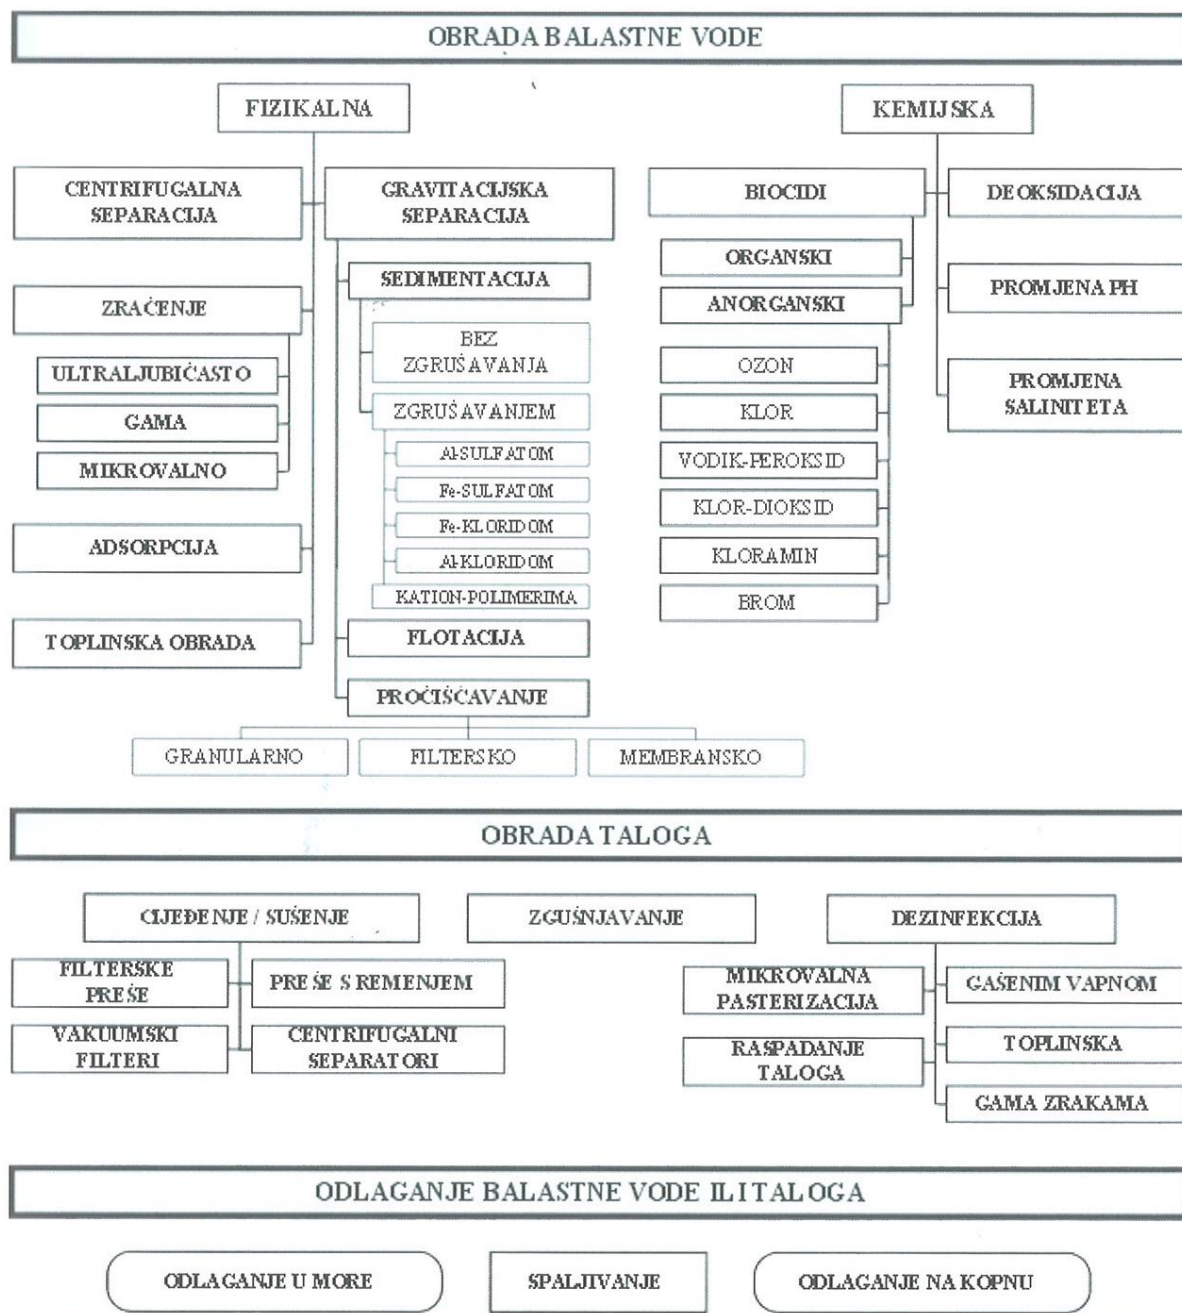 OBRADA BALASTNE VODE
FIZIKALNA
KEMIJSKA
CENTRIFUGALNA
SEPARACIJA
GRAVITACIJSKA
SEPARACIJA
SEDIMENTACIJA
BEZ
ZGRUŠAVANJA
ZGRUŠAVANJEM
Al-SULFATOM
Fe-SULFATOM
Fe-KLORIDOM
Al-KLORIDOM
KATION-POLIMERIMA
FLOTACIJA
PROČIŠĆAVANJE
GRANULARNO
FILTERSKO
MEMBRANSKO
ZRAČENJE
ULTRALJUBIČASTO
GAMA
MIKROVALNO
ADSORPCIJA
TOPLINSKA OBRADA
BIOCIDI
ORGANSKI
ANORGANSKI
OZON
KLOR
VODIK-PEROKSID
KLOR-DIOKSID
KLORAMIN
BROM
DEOKSIDACIJA
PROMJENA PH
PROMJENA
SALINITETA
OBRADA TALOGA
CIJEĐENJE / SUŠENJE
ZGUŠNJAVANJE
DEZINFEKCIJA
FILTERSKE
PREŠE
PREŠE S REMENJEM
VAKUUMSKI
FILTERI
CENTRIFUGALNI
SEPARATORI
MIKROVALNA
PASTERIZACIJA
GAŠENIM VAPNOM
RASPADANJE
TALOGA
TOPLINSKA
GAMA ZRAKAMA
ODLAGANJE BALASTNE VODE ILI TALOGA
ODLAGANJE U MORE
SPALJIVANJE
ODLAGANJE NA KOPNU